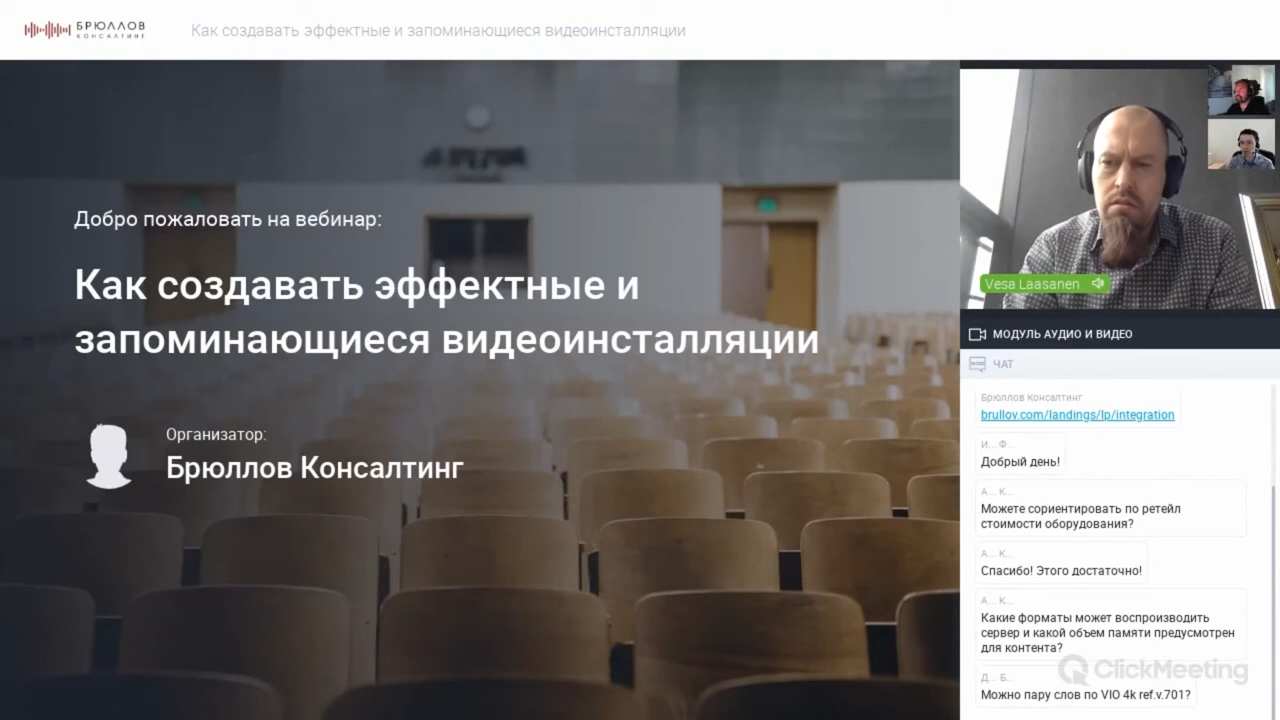 БРЮЛЛОВ
КОНСАЛТИНГ
Как создавать эффектные и запоминающиеся видеоинсталляции
Добро пожаловать на вебинар:
Как создавать эффектные и
запоминающиеся видеоинсталляции
Организатор:
Брюллов Консалтинг
Vesa Laasanen
МОДУЛЬ АУДИО И ВИДЕО
ЧАТ
Брюллов Консалтинг
brullov.com/landings/lp/integration
И... Ф...
Добрый день!
А... К...
Можете сориентировать по ретейл
стоимости оборудования?
А... К...
Спасибо! Этого достаточно!
А... К...
Какие форматы может воспроизводить
сервер и какой объем памяти предусмотрен
для контента?
ClickMeeting
Д... Б...
Можно пару слов по VIO 4k ref.v.701?